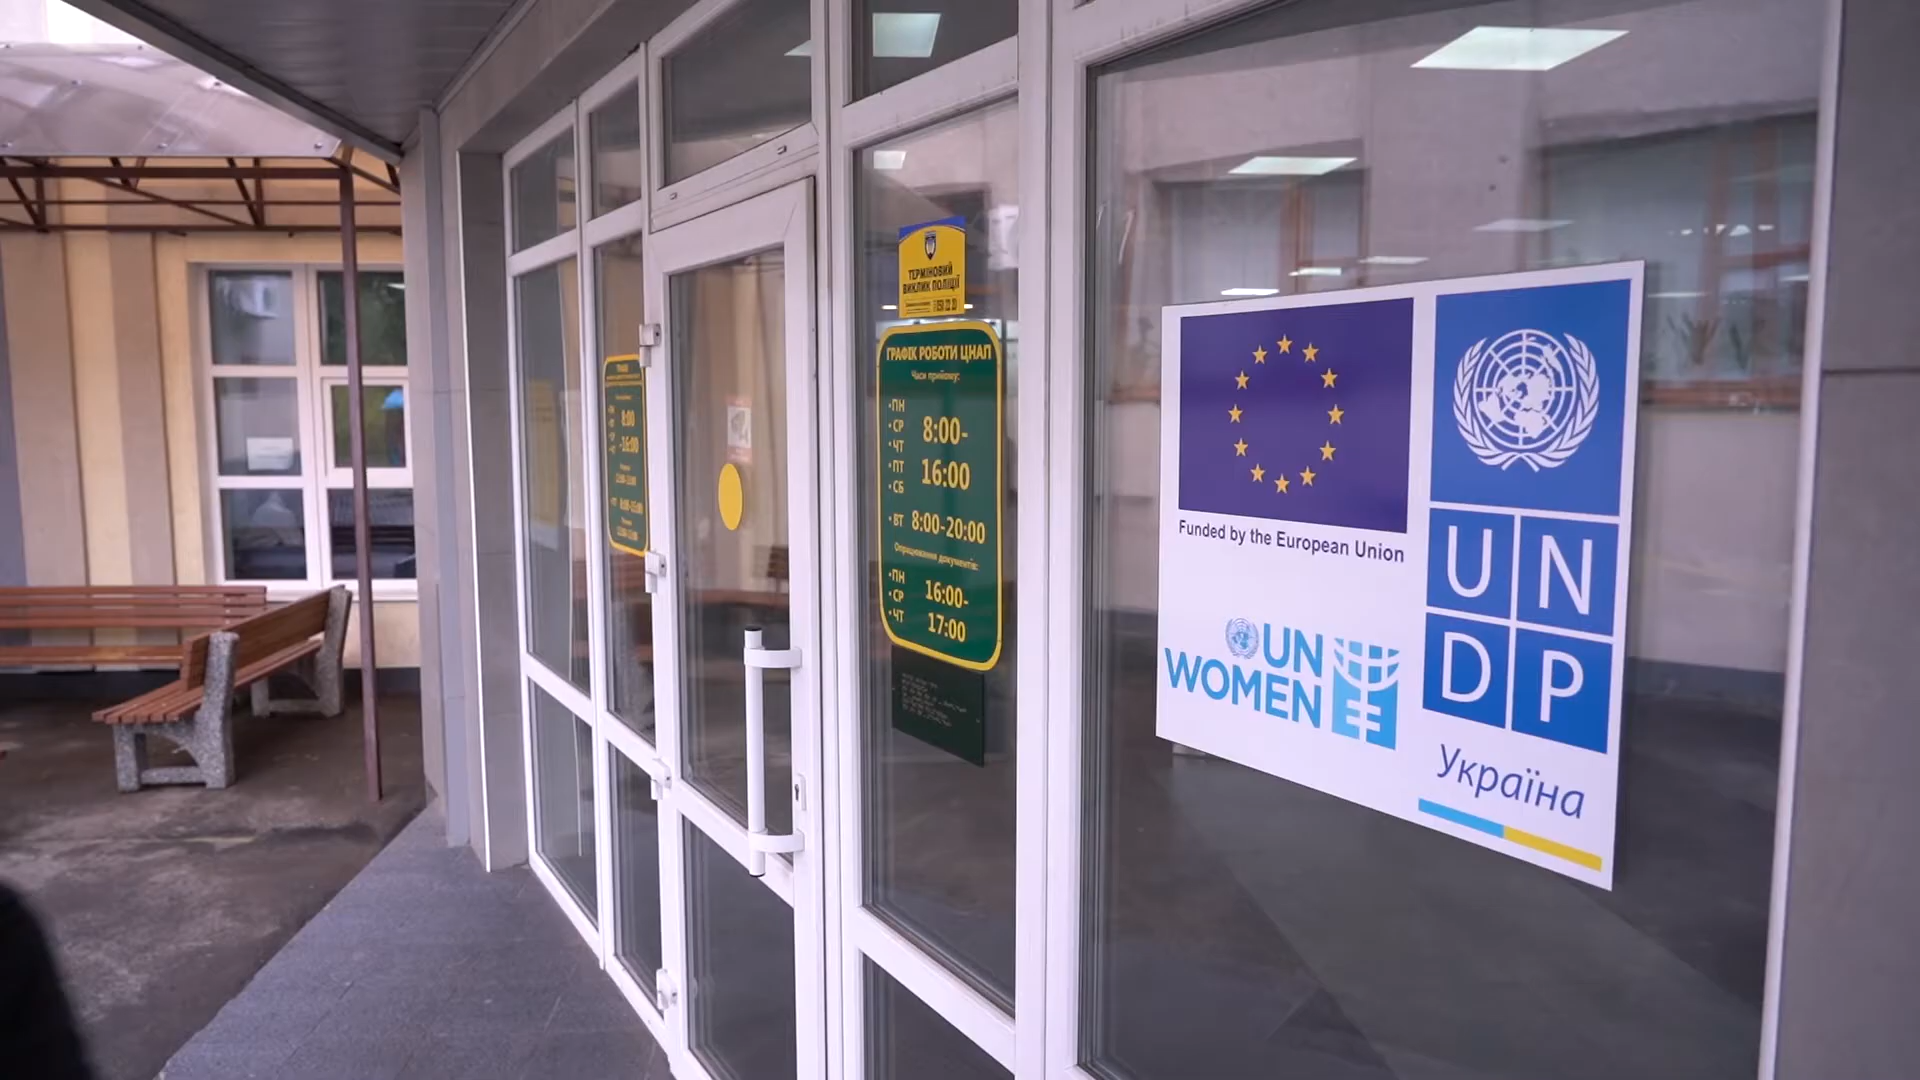 ТЕРМІНОВИЙ
ВИКЛИК ПОЛІЦІЇ
ГРАФІК РОБОТИ ЦНАП
Часи прийому:
•ПН
•СР
•ЧТ
•ПТ
•СБ
8:00-
16:00
•ВТ 8:00-20:00
Опрацювання документів:
•ПН
•СР
•ЧТ
16:00-
17:00
8:00
-16:00
Funded by the European Union
UN
WOMEN
U N
D P
Україна